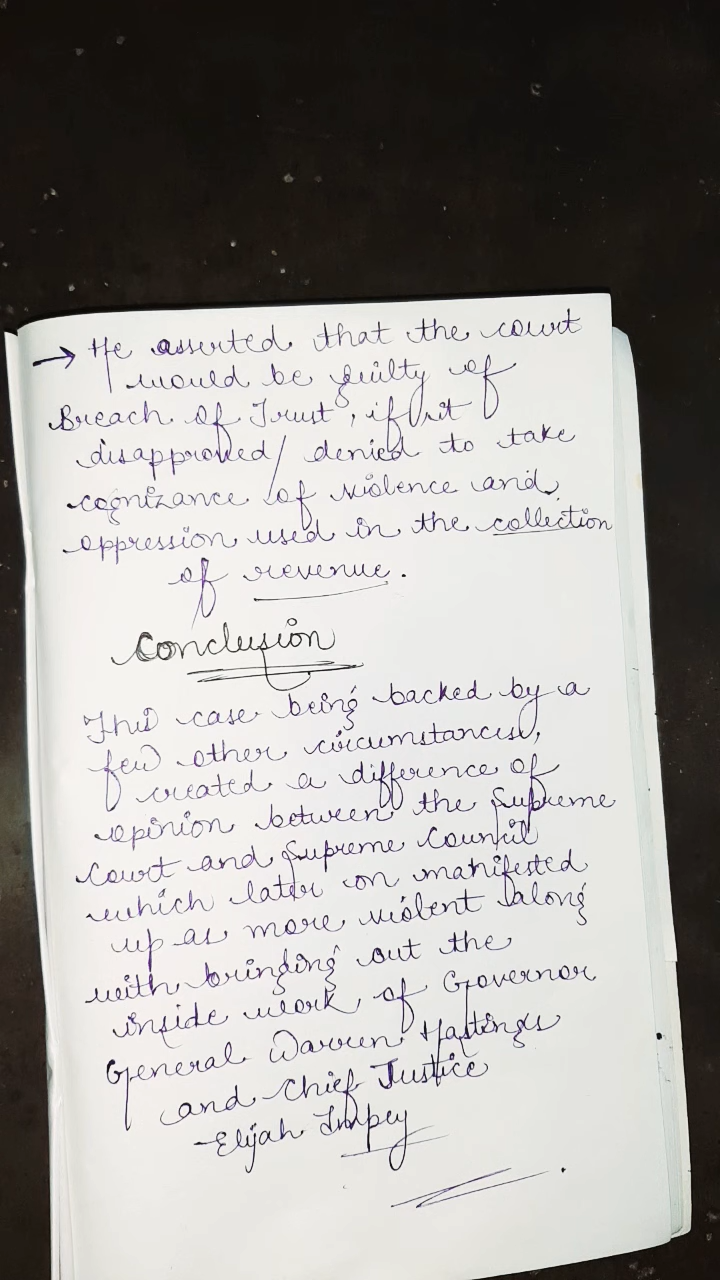 → He asserted that the court
would be guilty of
Breach of Trust, if it
disapproved/ denied to take
cognizance of violence and
oppression used in the collection
of revenue.
Conclusion
This case being backed by a
few other circumstances,
created a difference of
opinion between the Supreme
Court and Supreme Council
which later on manifested
up as more violent along
with bringing out the
inside work of Governor
General Warren Hastings
and Chief Justice
Elijah Impey